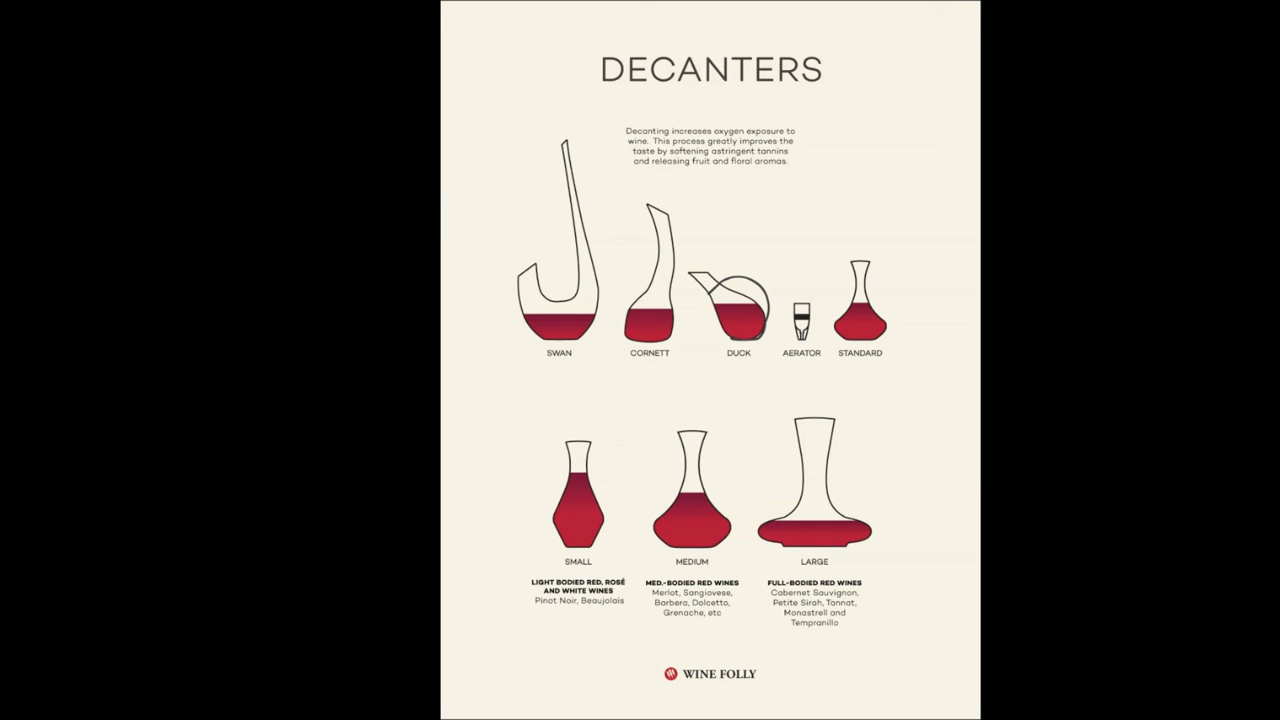 DECANTERS
Decanting increases oxygen exposure to
wine. This process greatly improves the
taste by softening astringent tannins
and releasing fruit and floral aromas.
SWAN
CORNETT
DUCK
AERATOR
STANDARD
SMALL
LIGHT BODIED RED, ROSÉ
AND WHITE WINES
Pinot Noir, Beaujolais
MEDIUM
MED.-BODIED RED WINES
Merlot, Sangiovese,
Barbera, Dolcetto,
Grenache, etc
LARGE
FULL-BODIED RED WINES
Cabernet Sauvignon,
Petite Sirah, Tannat,
Monastrell and
Tempranillo
WINE FOLLY